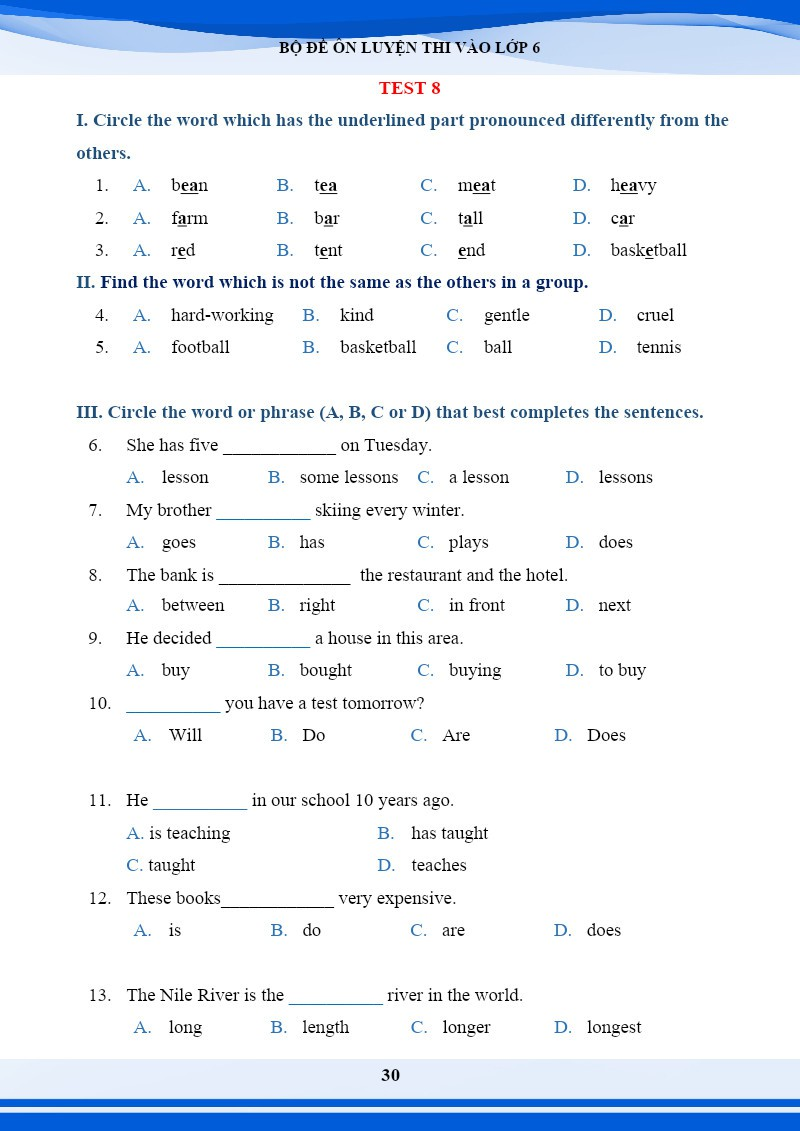 BỘ ĐỀ ÔN LUYỆN THI VÀO LỚP 6
TEST 8
I. Circle the word which has the underlined part pronounced differently from the
others.
1. A. bean B. tea C. meat D. heavy
2. A. farm B. bar C. tall D. car
3. A. red B. tent C. end D. basketball
II. Find the word which is not the same as the others in a group.
4. A. hard-working B. kind C. gentle D. cruel
5. A. football B. basketball C. ball D. tennis
III. Circle the word or phrase (A, B, C or D) that best completes the sentences.
6. She has five ____________ on Tuesday.
A. lesson B. some lessons C. a lesson D. lessons
7. My brother __________ skiing every winter.
A. goes B. has C. plays D. does
8. The bank is ______________ the restaurant and the hotel.
A. between B. right C. in front D. next
9. He decided __________ a house in this area.
A. buy B. bought C. buying D. to buy
10. __________ you have a test tomorrow?
A. Will B. Do C. Are D. Does
11. He __________ in our school 10 years ago.
A. is teaching B. has taught
C. taught D. teaches
12. These books____________ very expensive.
A. is B. do C. are D. does
13. The Nile River is the __________ river in the world.
A. long B. length C. longer D. longest
30